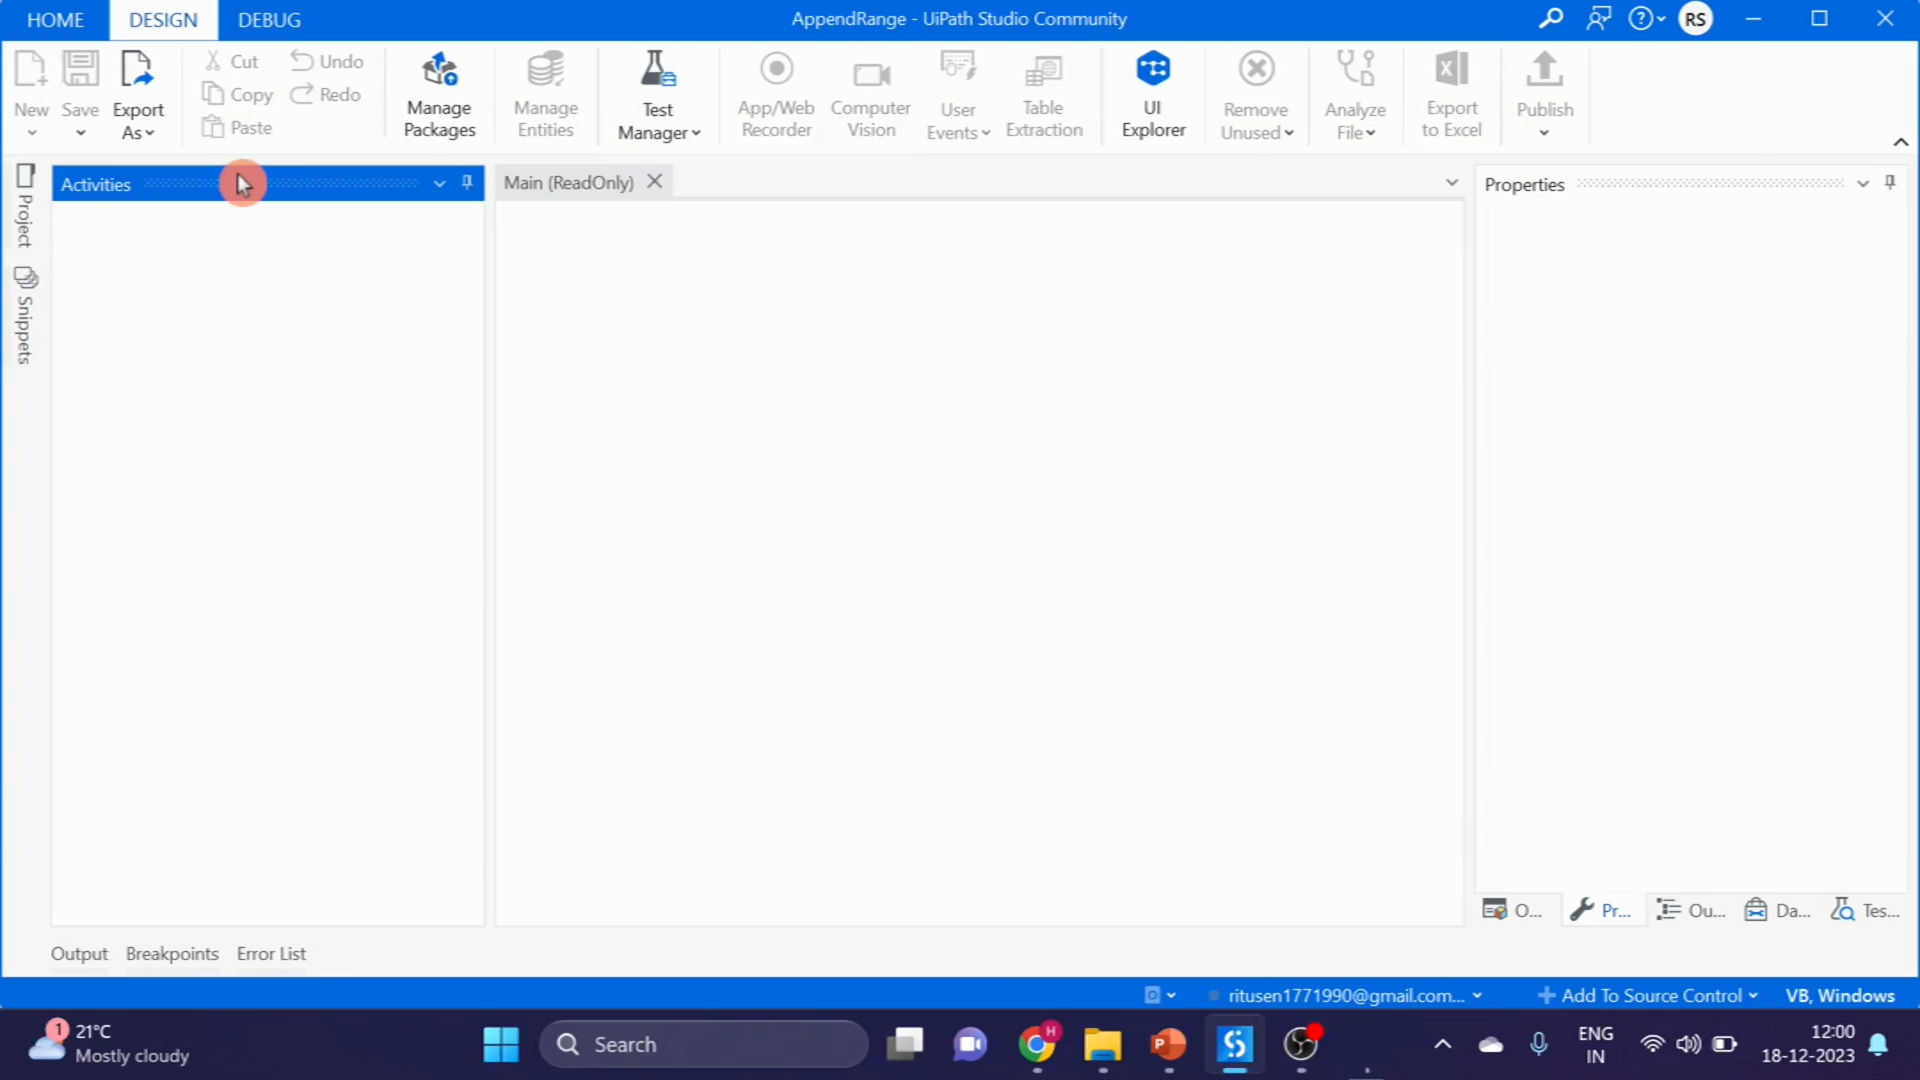 HOME DESIGN DEBUG AppendRange - UiPath Studio Community RS
New Save Export As Cut Copy Paste Undo Redo
Manage Packages
Manage Entities
Test Manager
App/Web Recorder
Computer Vision
User Events
Table Extraction
UI Explorer
Remove Unused
Analyze File
Export to Excel
Publish
Project
Snippets
Activities
Main (ReadOnly)
Properties
O... Pr... Ou... Da... Tes...
Output Breakpoints Error List
ritusen1771990@gmail.com... Add To Source Control VB, Windows
1 21°C
Mostly cloudy
Search
H
P
ENG
IN
12:00
18-12-2023